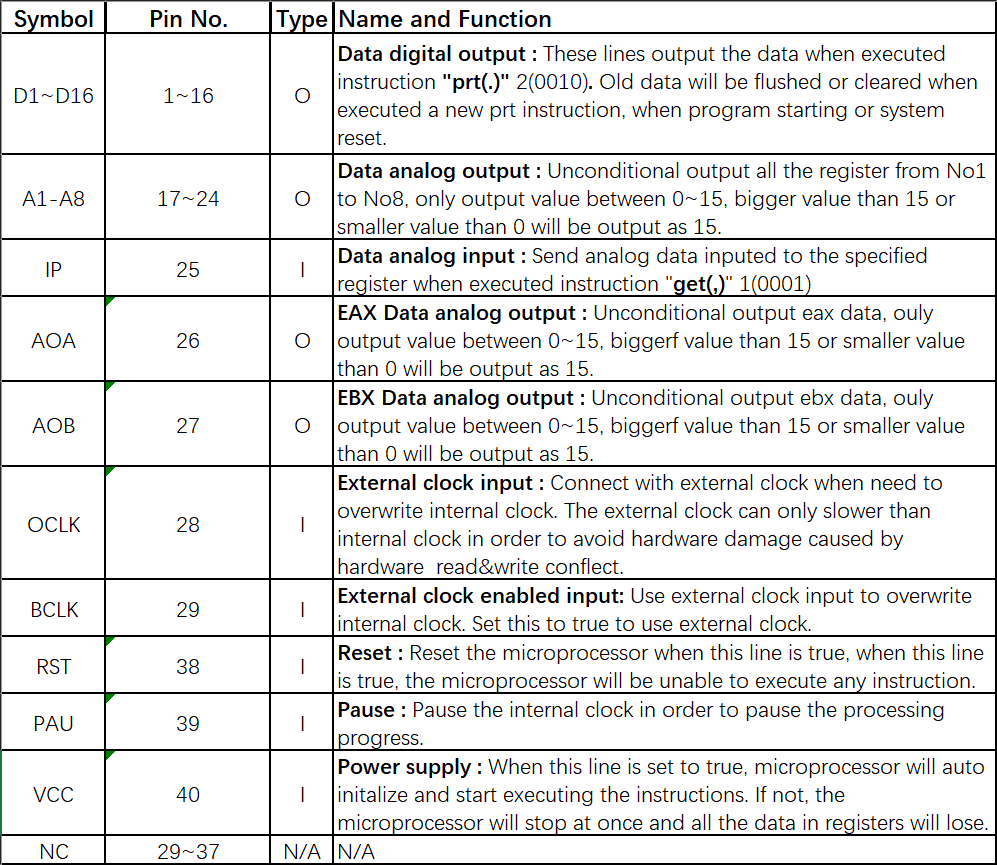 Symbol Pin No. Type Name and Function
D1~D16 1~16 O Data digital output : These lines output the data when executed
instruction "prt(.)" 2(0010). Old data will be flushed or cleared when
executed a new prt instruction, when program starting or system
reset.
A1-A8 17~24 O Data analog output : Unconditional output all the register from No1
to No8, only output value between 0~15, bigger value than 15 or
smaller value than 0 will be output as 15.
IP 25 I Data analog input : Send analog data inputed to the specified
register when executed instruction "get(,)" 1(0001)
AOA 26 O EAX Data analog output : Unconditional output eax data, ouly
output value between 0~15, biggerf value than 15 or smaller value
than 0 will be output as 15.
AOB 27 O EBX Data analog output : Unconditional output ebx data, ouly
output value between 0~15, biggerf value than 15 or smaller value
than 0 will be output as 15.
OCLK 28 I External clock input : Connect with external clock when need to
overwrite internal clock. The external clock can only slower than
internal clock in order to avoid hardware damage caused by
hardware  read&write conflect.
BCLK 29 I External clock enabled input: Use external clock input to overwrite
internal clock. Set this to true to use external clock.
RST 38 I Reset : Reset the microprocessor when this line is true, when this line
is true, the microprocessor will be unable to execute any instruction.
PAU 39 I Pause : Pause the internal clock in order to pause the processing
progress.
VCC 40 I Power supply : When this line is set to true, microprocessor will auto
initalize and start executing the instructions. If not, the
microprocessor will stop at once and all the data in registers will lose.
NC 29~37 N/A N/A